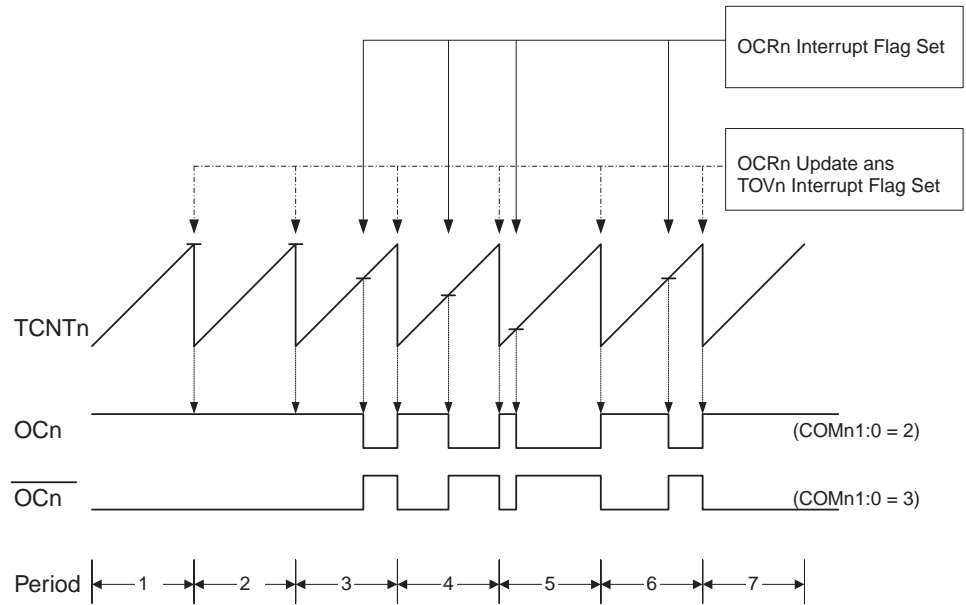 OCRn Interrupt Flag Set
OCRn Update ans
TOVn Interrupt Flag Set
TCNTn
OCn
(COMn1:0 = 2)
OCn
(COMn1:0 = 3)
Period 1 2 3 4 5 6 7